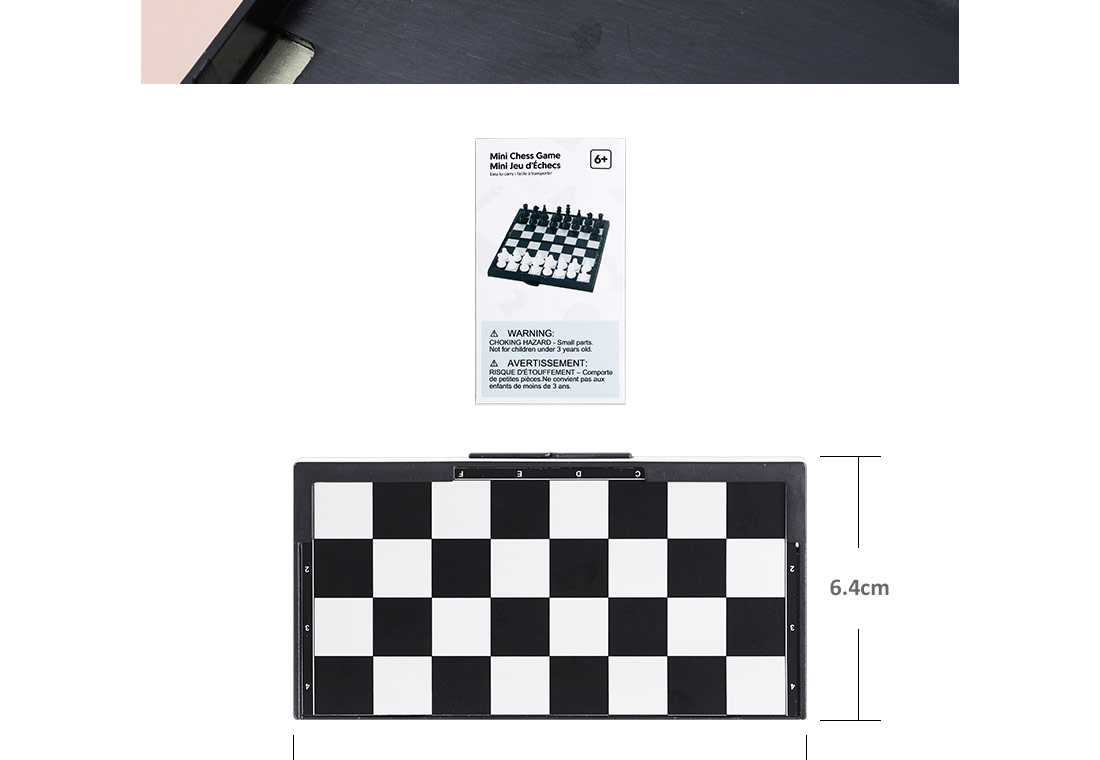 Mini Chess Game
Mini Jeu d'Échecs
Easy to carry / facile à transporter
6+
⚠ WARNING:
CHOKING HAZARD - Small parts.
Not for children under 3 years old.
⚠ AVERTISSEMENT:
RISQUE D'ÉTOUFFEMENT – Comporte
de petites pièces.Ne convient pas aux
enfants de moins de 3 ans.
F E D C
2 2
3 3
4 4
6.4cm